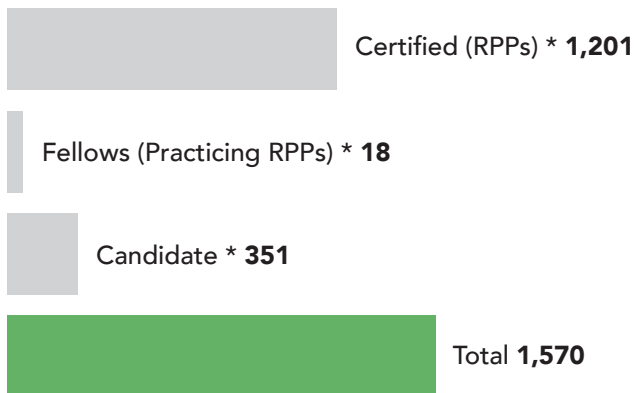 Certified (RPPs) * 1,201
Fellows (Practicing RPPs) * 18
Candidate * 351
Total 1,570